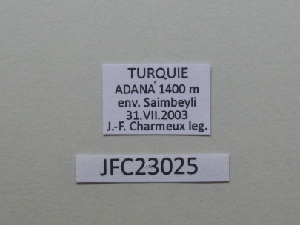 TURQUIE
ADANA 1400 m
env. Saimbeyli
31.VII.2003
J.-F. Charmeux leg.
JFC23025